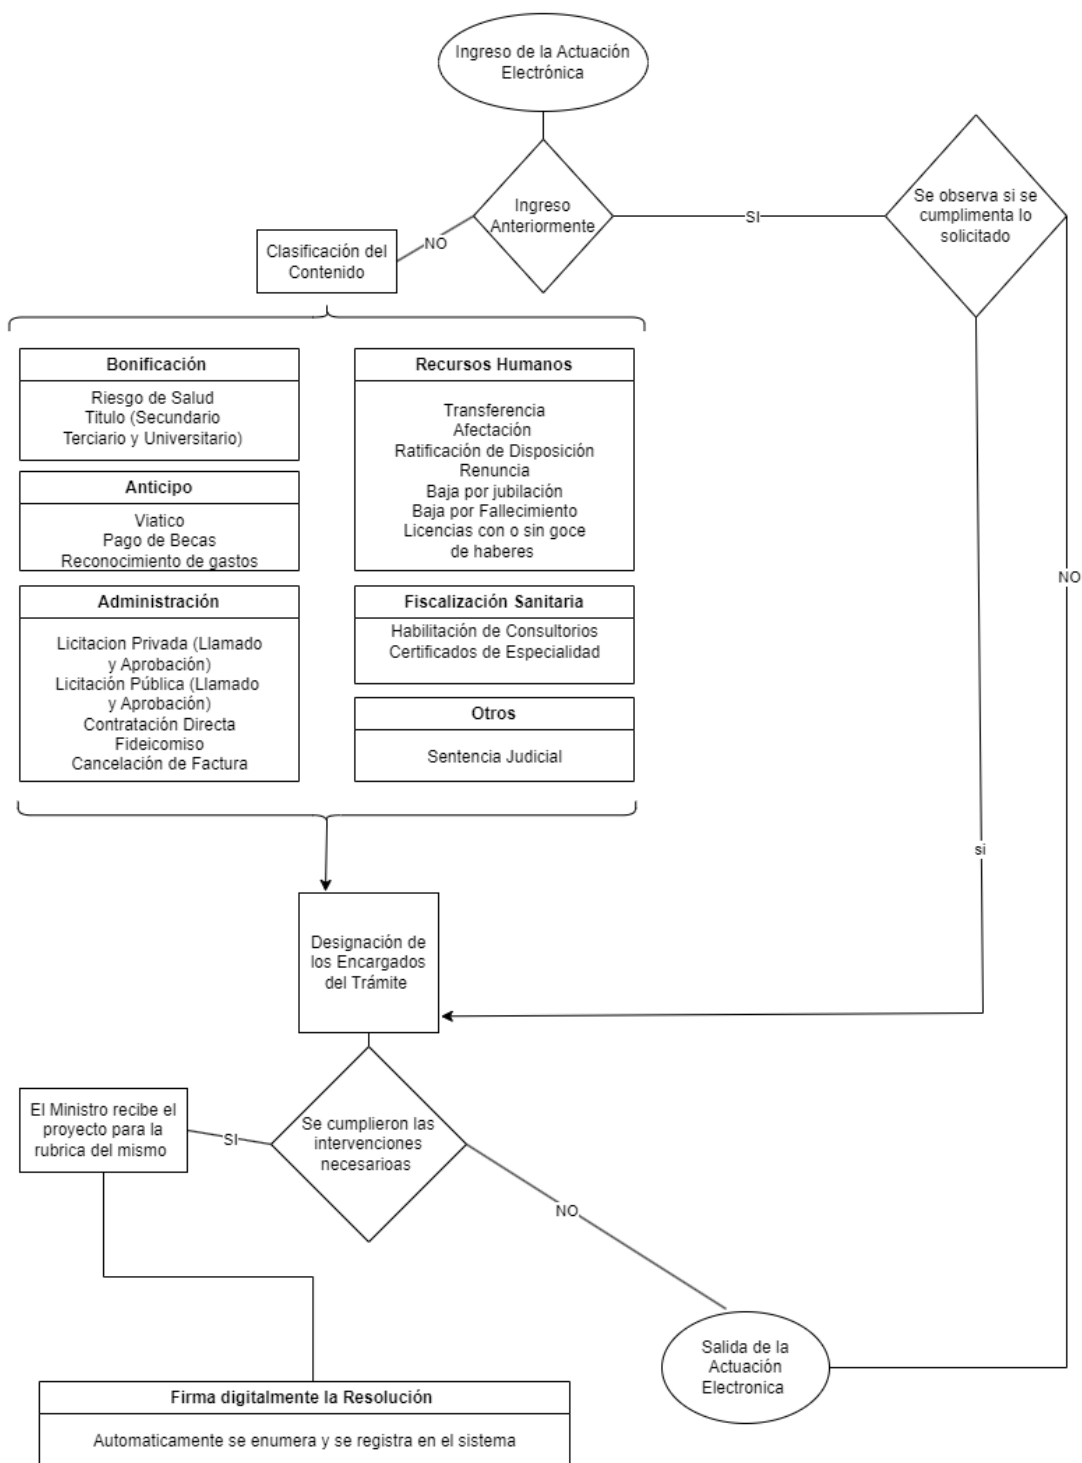 Ingreso de la Actuación
Electrónica
Ingreso
Anteriormente
SI
Se observa si se
cumplimenta lo
solicitado
NO
Clasificación del
Contenido
Bonificación
Riesgo de Salud
Titulo (Secundario
Terciario y Universitario)
Anticipo
Viatico
Pago de Becas
Reconocimiento de gastos
Administración
Licitacion Privada (Llamado
y Aprobación)
Licitación Pública (Llamado
y Aprobación)
Contratación Directa
Fideicomiso
Cancelación de Factura
Recursos Humanos
Transferencia
Afectación
Ratificación de Disposición
Renuncia
Baja por jubilación
Baja por Fallecimiento
Licencias con o sin goce
de haberes
Fiscalización Sanitaria
Habilitación de Consultorios
Certificados de Especialidad
Otros
Sentencia Judicial
NO
si
Designación de
los Encargados
del Trámite
El Ministro recibe el
proyecto para la
rubrica del mismo
SI
Se cumplieron las
intervenciones
necesarioas
NO
Salida de la
Actuación
Electronica
Firma digitalmente la Resolución
Automaticamente se enumera y se registra en el sistema